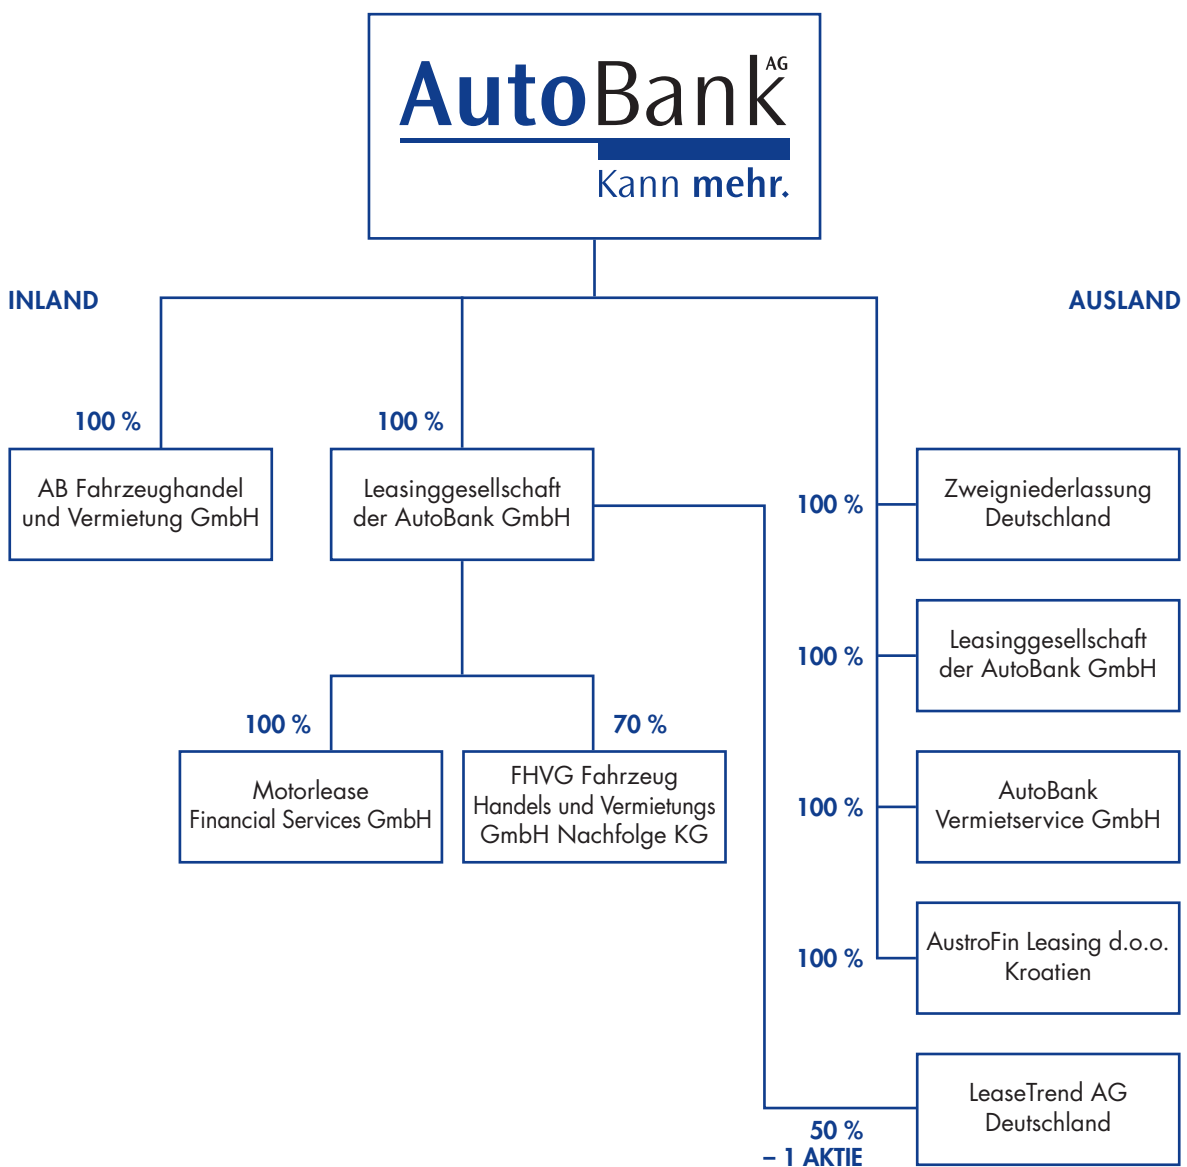 AutoBank AG
Kann mehr.
INLAND
AUSLAND
100 %
AB Fahrzeughandel
und Vermietung GmbH
100 %
Leasinggesellschaft
der AutoBank GmbH
100 %
Motorlease
Financial Services GmbH
70 %
FHVG Fahrzeug
Handels und Vermietungs
GmbH Nachfolge KG
100 %
Zweigniederlassung
Deutschland
100 %
Leasinggesellschaft
der AutoBank GmbH
100 %
AutoBank
Vermietservice GmbH
100 %
AustroFin Leasing d.o.o.
Kroatien
50 %
– 1 AKTIE
LeaseTrend AG
Deutschland